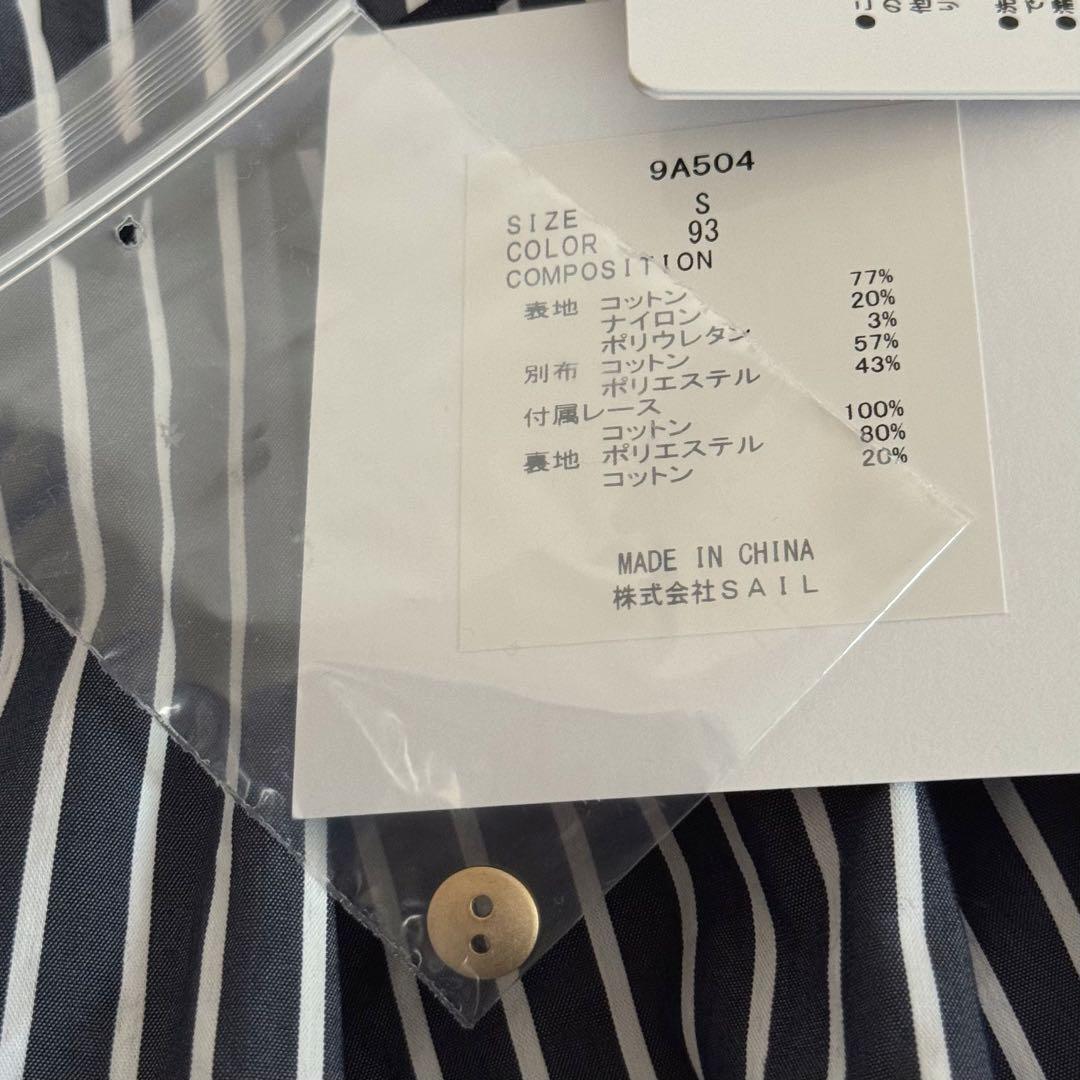 9A504
SIZE S
COLOR 93
COMPOSITION
表地 コットン 77%
ナイロン 20%
ポリウレタン 3%
別布 コットン 57%
ポリエステル 43%
付属レース
コットン 100%
裏地 ポリエステル 80%
コットン 20%
MADE IN CHINA
株式会社SAIL